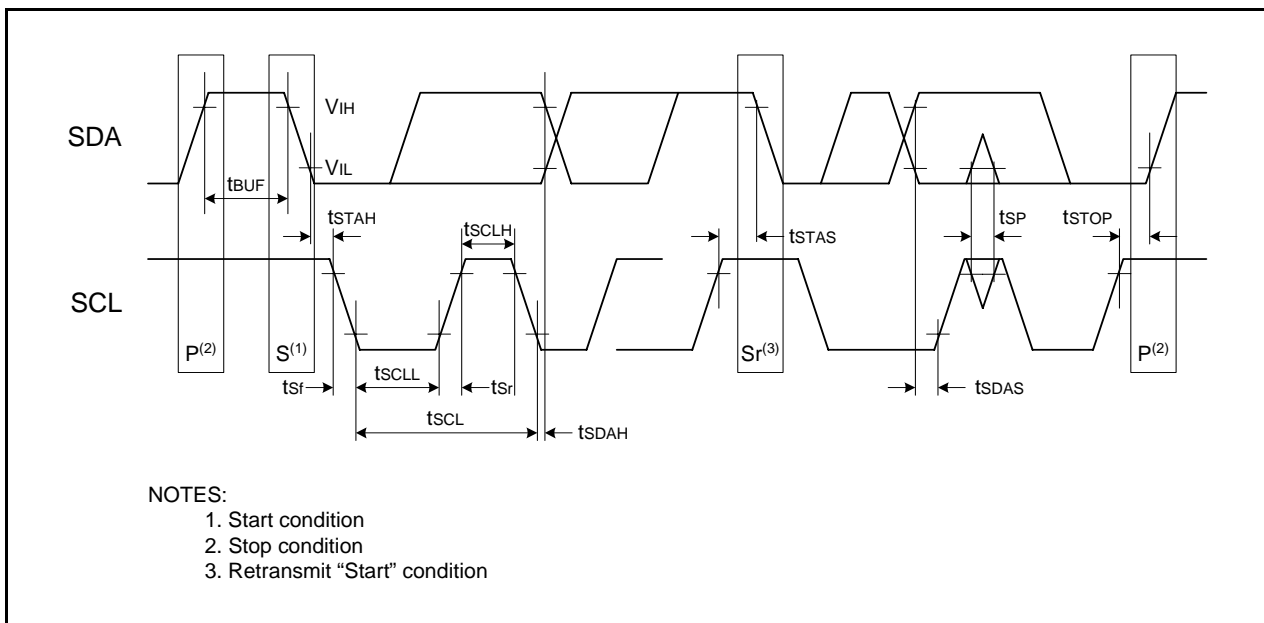 VIH
SDA
VIL
tBUF
tSTAH
tSCLH
tSTAS
tSP
tSTOP
SCL
P(2)
S(1)
Sr(3)
P(2)
tSf
tSCLL
tSr
tSDAS
tSCL
tSDAH
NOTES:
1. Start condition
2. Stop condition
3. Retransmit “Start” condition